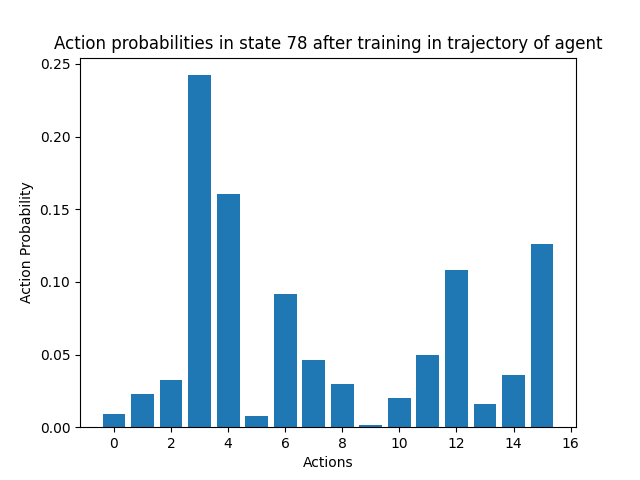 Action probabilities in state 78 after training in trajectory of agent
0.25
0.20
0.15
0.10
0.05
0.00
Action Probability
0 2 4 6 8 10 12 14 16
Actions